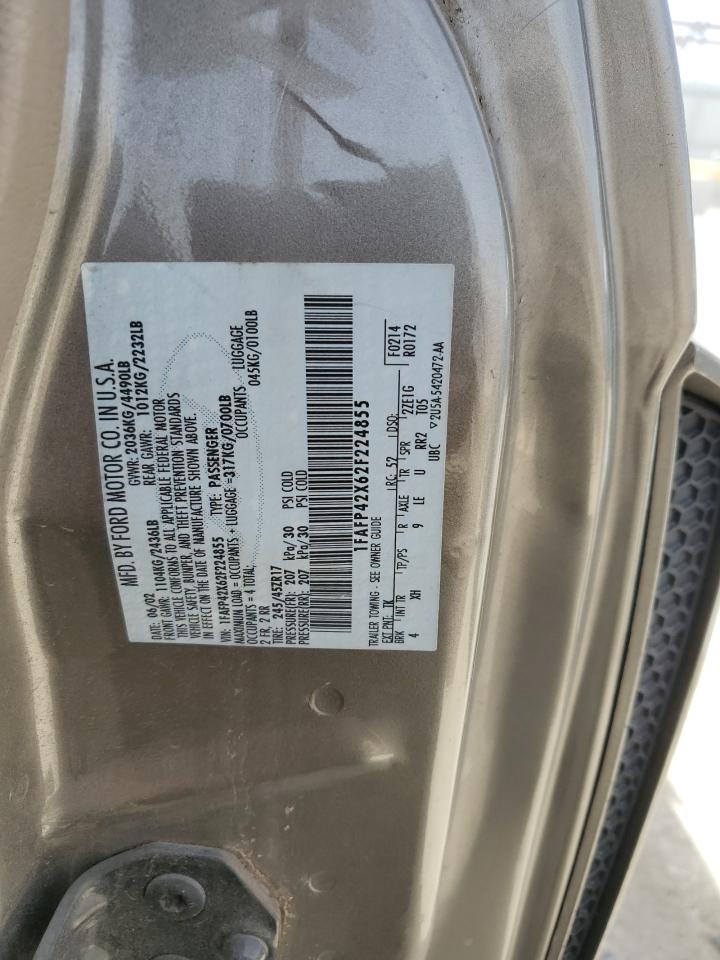 MFD. BY FORD MOTOR CO. IN U.S.A.
DATE: 06/02 GVWR: 2036KG/4490LB
FRONT GAWR: 1104KG/2436LB REAR GAWR: 1012KG/2232LB
THIS VEHICLE CONFORMS TO ALL APPLICABLE FEDERAL MOTOR
VEHICLE SAFETY, BUMPER, AND THEFT PREVENTION STANDARDS
IN EFFECT ON THE DATE OF MANUFACTURE SHOWN ABOVE.
VIN: 1FAFP42X62F224855 TYPE: PASSENGER
MAXIMUM LOAD = OCCUPANTS + LUGGAGE =317KG/0700LB
OCCUPANTS = 4 TOTAL; OCCUPANTS LUGGAGE
2 FR, 2 RR 045KG/0100LB
TIRE: 245/45ZR17
PRESSURE(FR): 207 kPa/30 PSI COLD
PRESSURE(RR): 207 kPa/30 PSI COLD
1FAFP42X62F224855
TRAILER TOWING - SEE OWNER GUIDE
EXT PNT: TK RC: 52 DSO: F0214
BRK INT TR TP/PS R AXLE TR SPR 2ZE1G R0172
4 XH 9 LE U RR2 T05
UBC ▽2U5A-5420472-AA